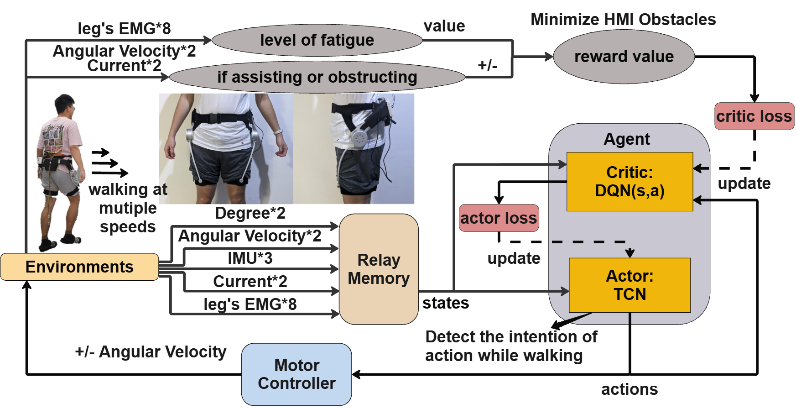 leg's EMG*8
level of fatigue
value
Minimize HMI Obstacles
Angular Velocity*2
Current*2
if assisting or obstructing
+/-
reward value
critic loss
walking at
mutiple
speeds
Agent
Critic:
DQN(s,a)
update
actor loss
update
Degree*2
Angular Velocity*2
IMU*3
Current*2
leg's EMG*8
Environments
Relay
Memory
states
Actor:
TCN
Detect the intention of
action while walking
+/- Angular Velocity
Motor
Controller
actions